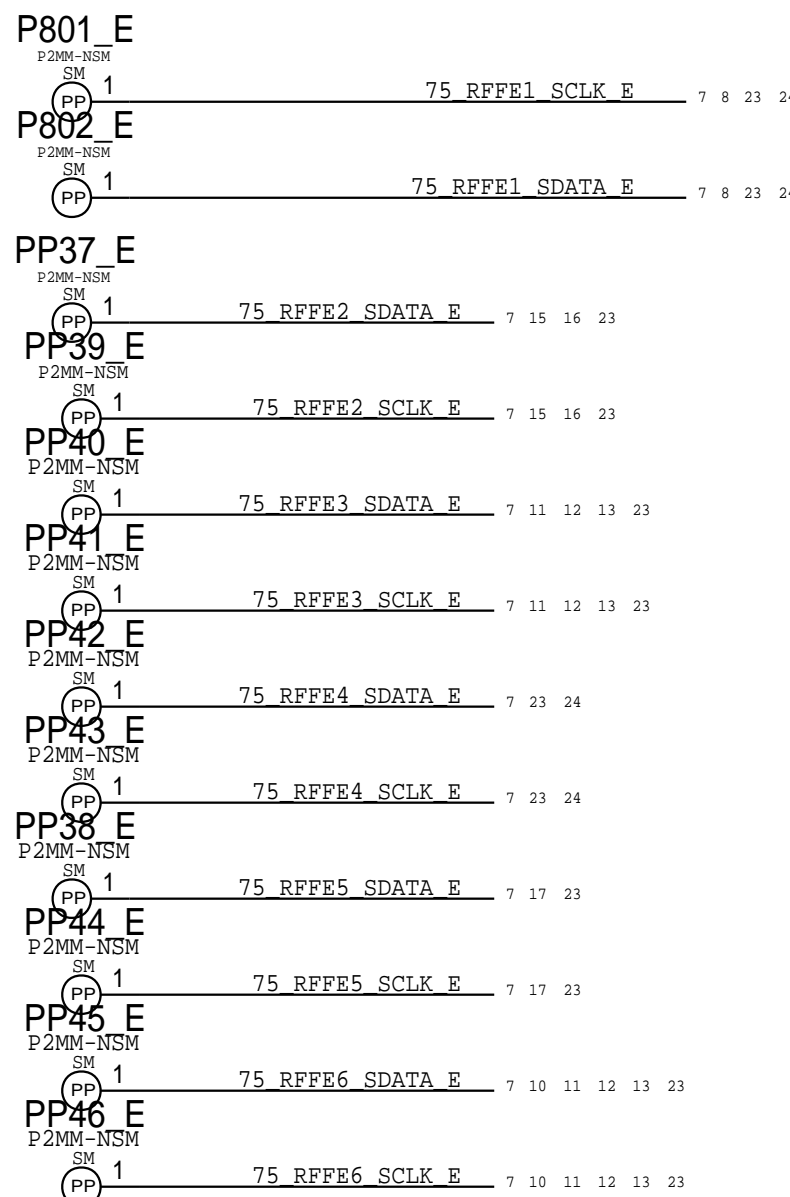 P801_E
P2MM-NSM
SM
PP 1 75_RFFE1_SCLK_E 7 8 23 24
P802_E
P2MM-NSM
SM
PP 1 75_RFFE1_SDATA_E 7 8 23 24
PP37_E
P2MM-NSM
SM
PP 1 75_RFFE2_SDATA_E 7 15 16 23
PP39_E
P2MM-NSM
SM
PP 1 75_RFFE2_SCLK_E 7 15 16 23
PP40_E
P2MM-NSM
SM
PP 1 75_RFFE3_SDATA_E 7 11 12 13 23
PP41_E
P2MM-NSM
SM
PP 1 75_RFFE3_SCLK_E 7 11 12 13 23
PP42_E
P2MM-NSM
SM
PP 1 75_RFFE4_SDATA_E 7 23 24
PP43_E
P2MM-NSM
SM
PP 1 75_RFFE4_SCLK_E 7 23 24
PP38_E
P2MM-NSM
SM
PP 1 75_RFFE5_SDATA_E 7 17 23
PP44_E
P2MM-NSM
SM
PP 1 75_RFFE5_SCLK_E 7 17 23
PP45_E
P2MM-NSM
SM
PP 1 75_RFFE6_SDATA_E 7 10 11 12 13 23
PP46_E
P2MM-NSM
SM
PP 1 75_RFFE6_SCLK_E 7 10 11 12 13 23